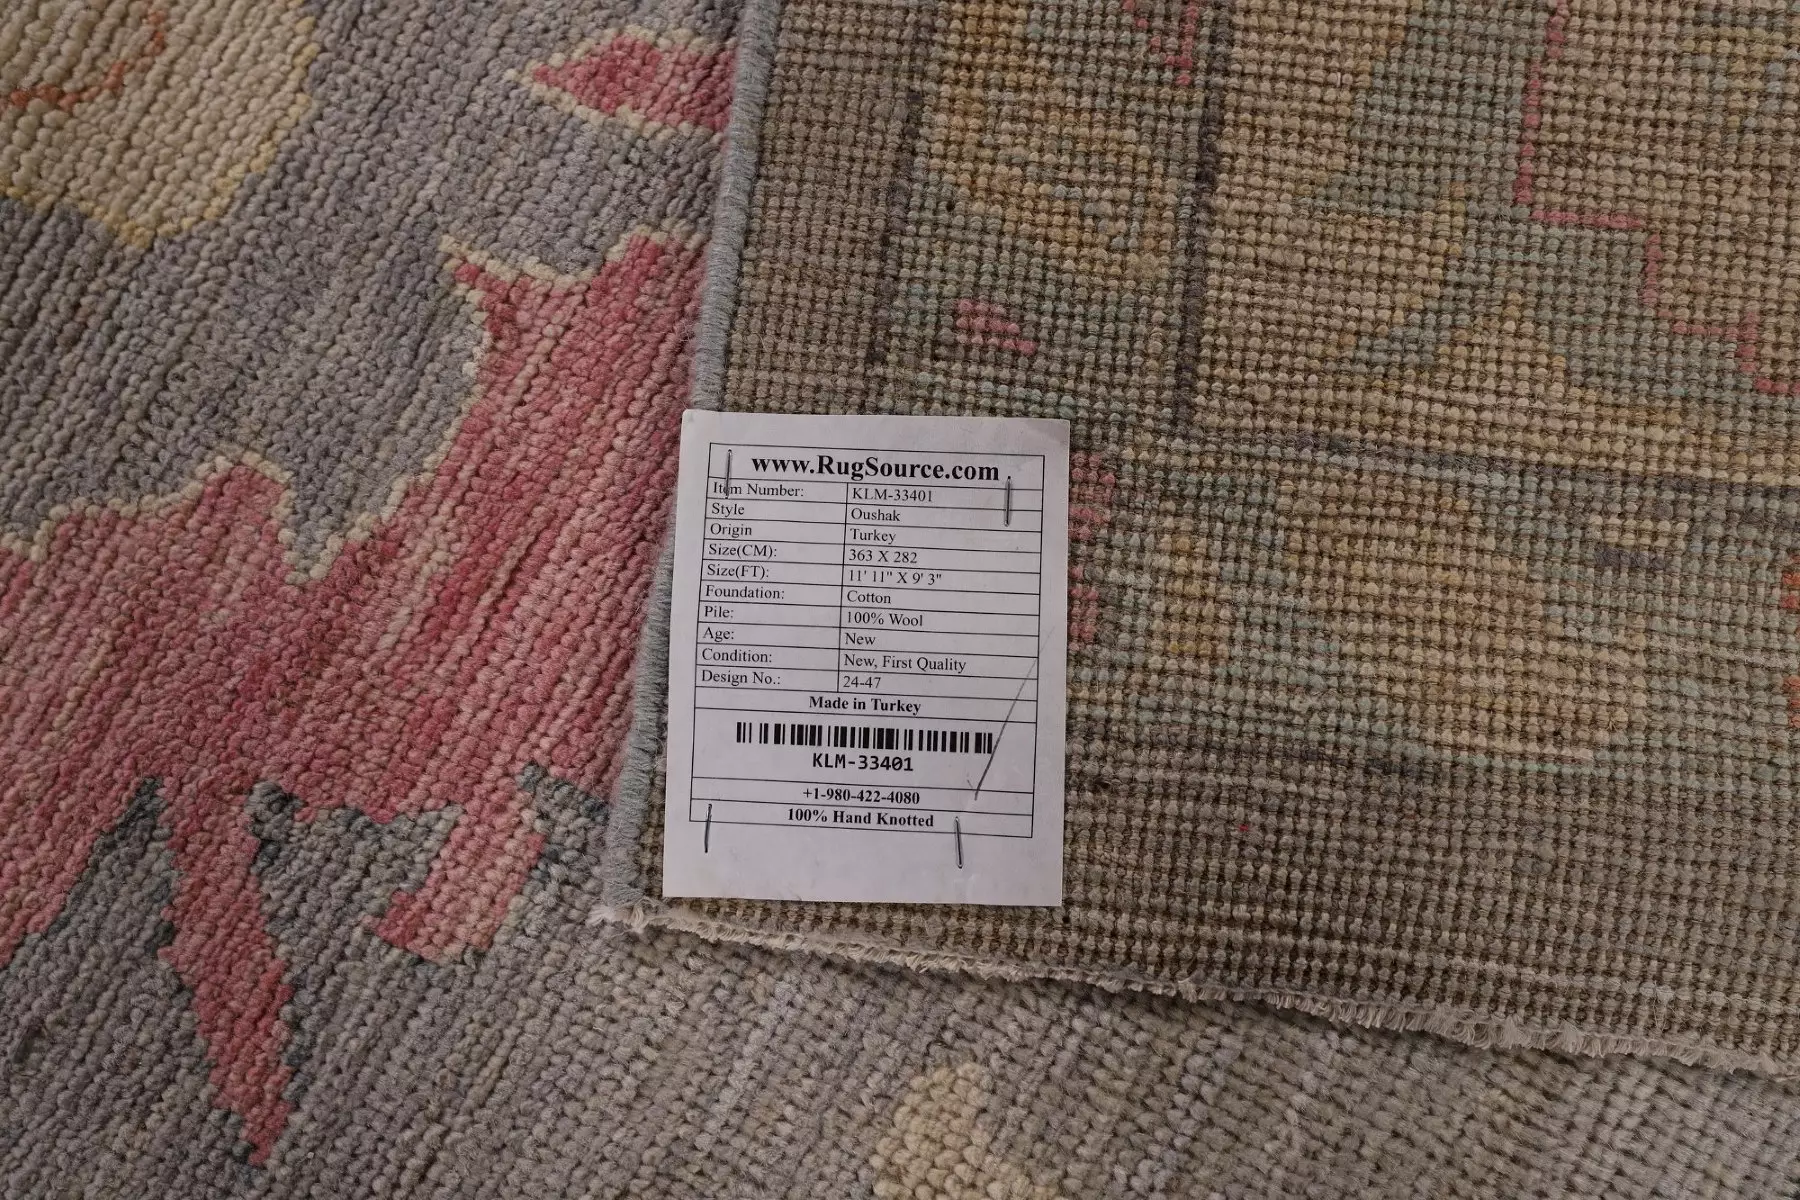 www.RugSource.com
Item Number: KLM-33401
Style Oushak
Origin Turkey
Size(CM): 363 X 282
Size(FT): 11' 11" X 9' 3"
Foundation: Cotton
Pile: 100% Wool
Age: New
Condition: New, First Quality
Design No.: 24-47
Made in Turkey
KLM-33401
+1-980-422-4080
100% Hand Knotted